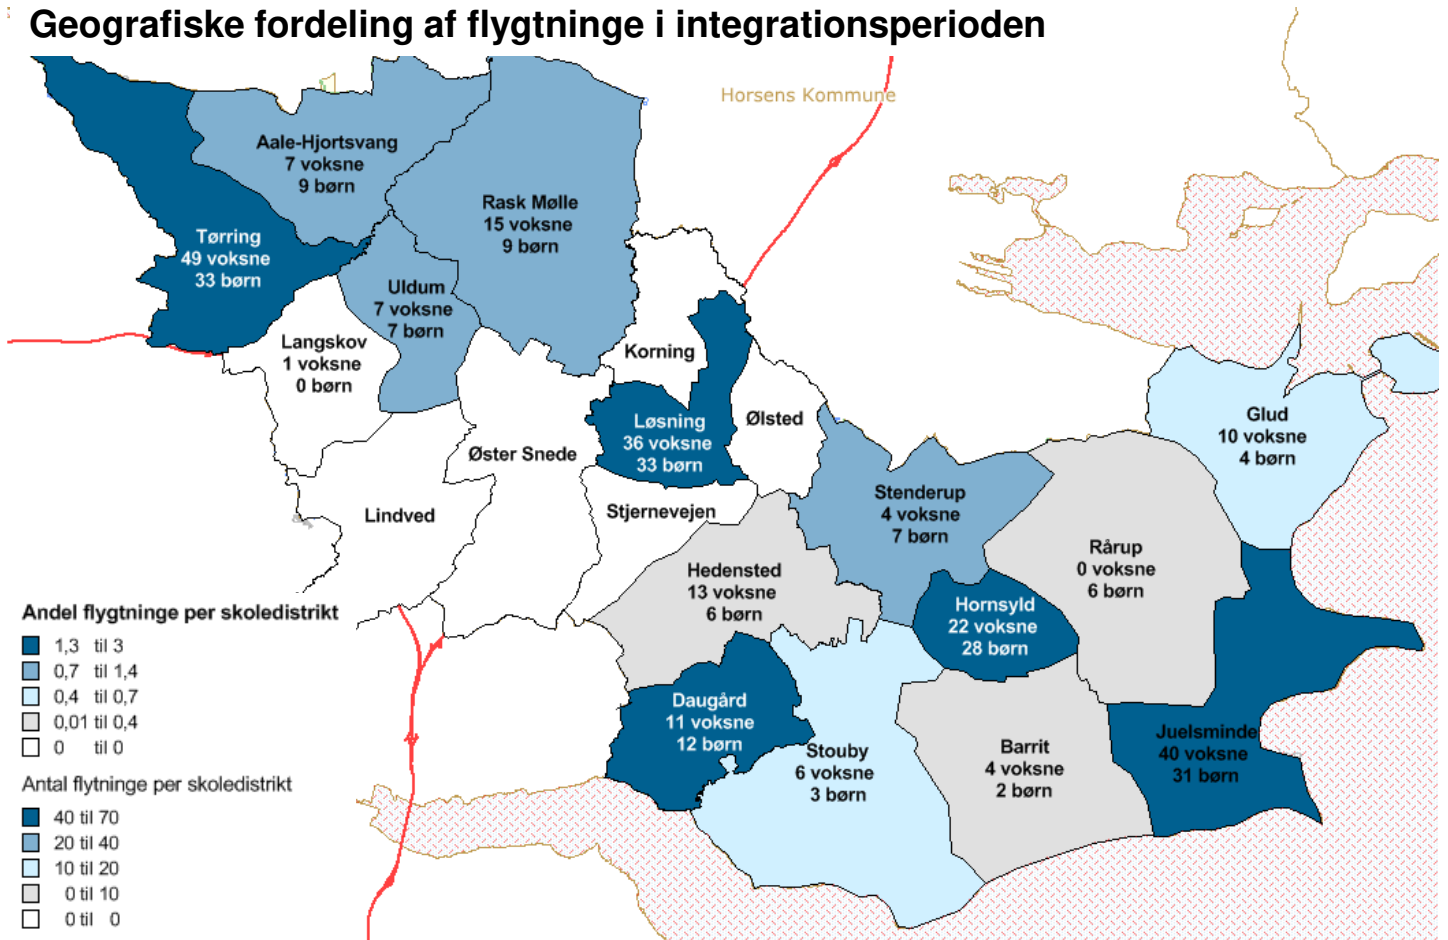 Geografiske fordeling af flygtninge i integrationsperioden
Horsens Kommune
Aale-Hjortsvang
7 voksne
9 børn
Rask Mølle
15 voksne
9 børn
Tørring
49 voksne
33 børn
Uldum
7 voksne
7 børn
Langskov
1 voksne
0 børn
Korning
Løsning
36 voksne
33 børn
Ølsted
Glud
10 voksne
4 børn
Øster Snede
Stenderup
4 voksne
7 børn
Lindved
Stjernevejen
Rårup
0 voksne
6 børn
Hedensted
13 voksne
6 børn
Hornsyld
22 voksne
28 børn
Daugård
11 voksne
12 børn
Stouby
6 voksne
3 børn
Barrit
4 voksne
2 børn
Juelsminde
40 voksne
31 børn
Andel flygtninge per skoledistrikt
1,3 til 3
0,7 til 1,4
0,4 til 0,7
0,01 til 0,4
0 til 0
Antal flytninge per skoledistrikt
40 til 70
20 til 40
10 til 20
0 til 10
0 til 0